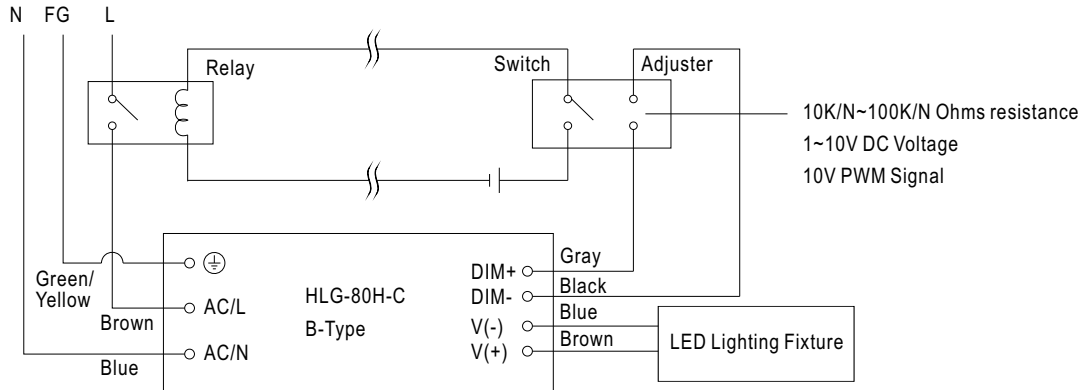 N FG L
Relay
Switch
Adjuster
10K/N~100K/N Ohms resistance
1~10V DC Voltage
10V PWM Signal
Green/
Yellow
Brown
Blue
AC/L
AC/N
HLG-80H-C
B-Type
DIM+
DIM-
V(-)
V(+)
Gray
Black
Blue
Brown
LED Lighting Fixture